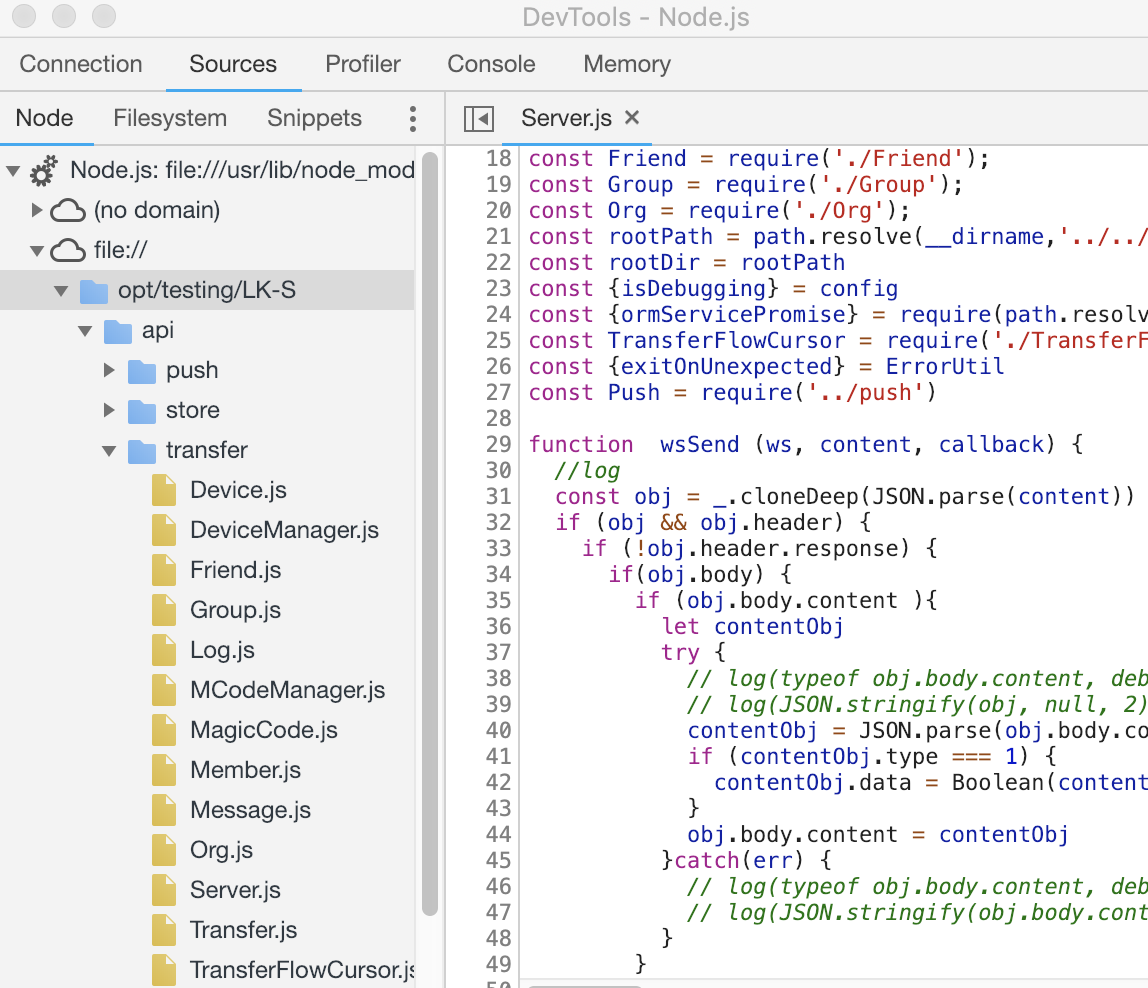 DevTools - Node.js
Connection Sources Profiler Console Memory
Node Filesystem Snippets
Node.js: file:///usr/lib/node_mod
(no domain)
file://
opt/testing/LK-S
api
push
store
transfer
Device.js
DeviceManager.js
Friend.js
Group.js
Log.js
MCodeManager.js
MagicCode.js
Member.js
Message.js
Org.js
Server.js
Transfer.js
TransferFlowCursor.js
Server.js ×
18 const Friend = require('./Friend');
19 const Group = require('./Group');
20 const Org = require('./Org');
21 const rootPath = path.resolve(__dirname,'../../
22 const rootDir = rootPath
23 const {isDebugging} = config
24 const {ormServicePromise} = require(path.resolv
25 const TransferFlowCursor = require('./TransferF
26 const {exitOnUnexpected} = ErrorUtil
27 const Push = require('../push')
28
29 function  wsSend (ws, content, callback) {
30   //log
31   const obj = _.cloneDeep(JSON.parse(content))
32   if (obj && obj.header) {
33     if (!obj.header.response) {
34       if(obj.body) {
35         if (obj.body.content ){
36           let contentObj
37           try {
38             // log(typeof obj.body.content, deb
39             // log(JSON.stringify(obj, null, 2)
40             contentObj = JSON.parse(obj.body.co
41             if (contentObj.type === 1) {
42               contentObj.data = Boolean(content
43             }
44             obj.body.content = contentObj
45           }catch(err) {
46             // log(typeof obj.body.content, deb
47             // log(JSON.stringify(obj.body.cont
48           }
49         }
50